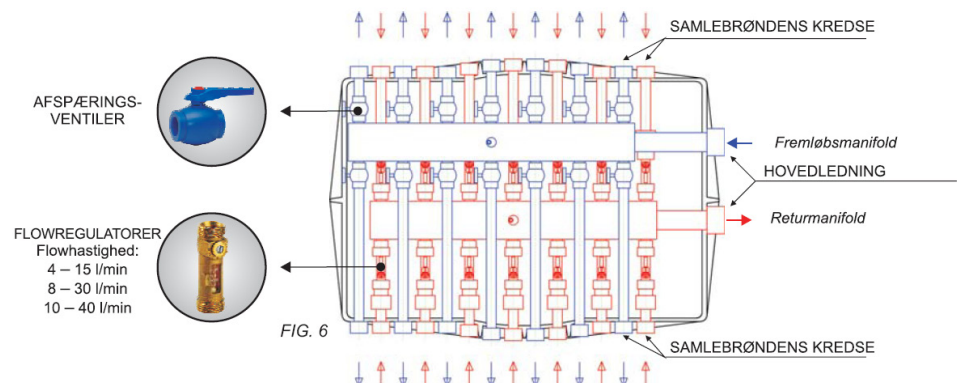 SAMLEBRØNDENS KREDSE
AFSPÆRINGS-
VENTILER
Fremløbsmanifold
HOVEDLEDNING
Returmanifold
FLOWREGULATORER
Flowhastighed:
4 – 15 l/min
8 – 30 l/min
10 – 40 l/min
FIG. 6
SAMLEBRØNDENS KREDSE